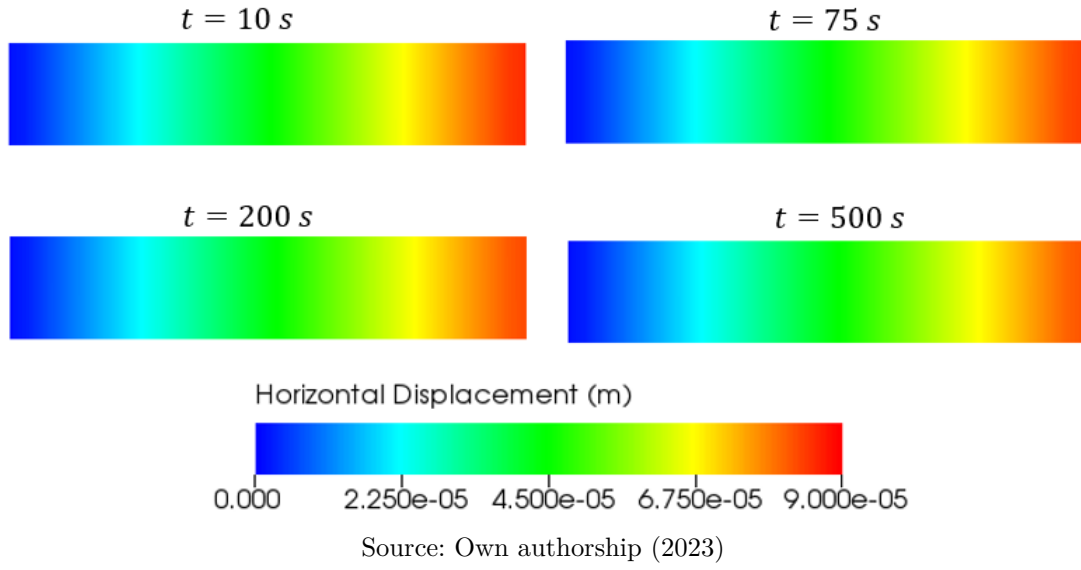 t = 10 s
t = 75 s
t = 200 s
t = 500 s
Horizontal Displacement (m)
0.000 2.250e-05 4.500e-05 6.750e-05 9.000e-05
Source: Own authorship (2023)